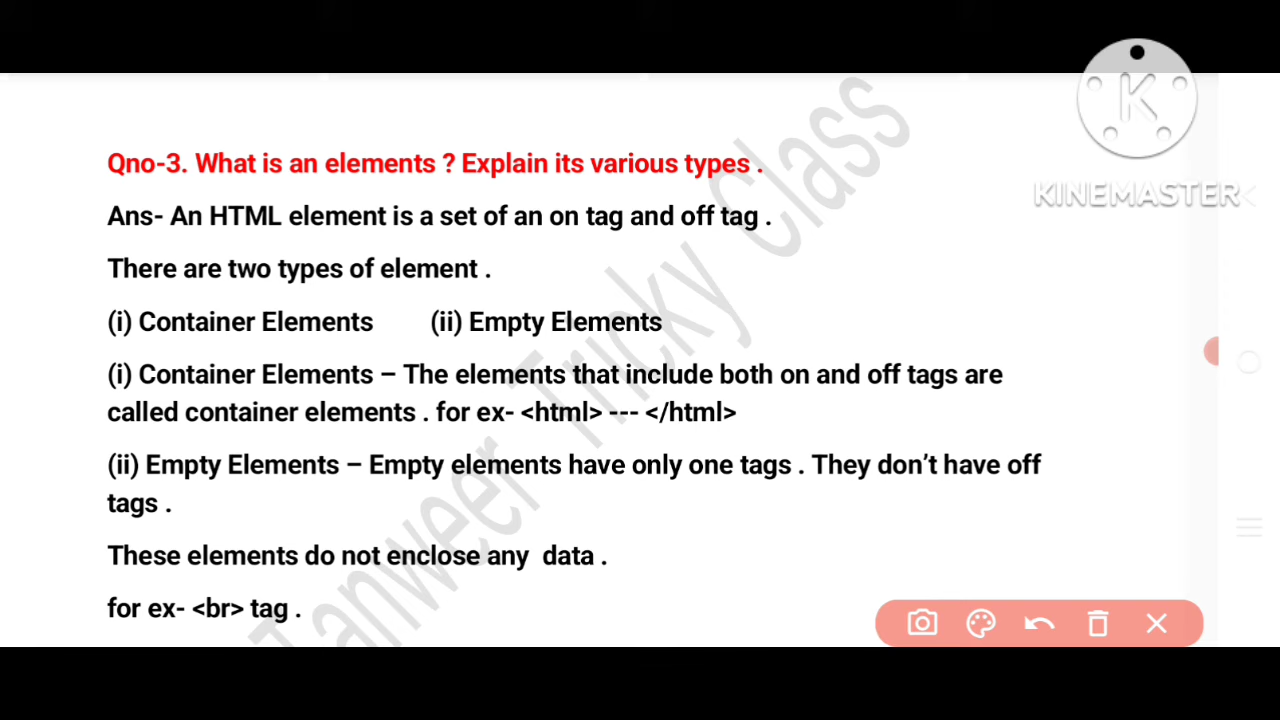 KINEMASTER
Qno-3. What is an elements ? Explain its various types .
Ans- An HTML element is a set of an on tag and off tag .
There are two types of element .
(i) Container Elements (ii) Empty Elements
(i) Container Elements – The elements that include both on and off tags are
called container elements . for ex- <html> --- </html>
(ii) Empty Elements – Empty elements have only one tags . They don’t have off
tags .
These elements do not enclose any data .
for ex- <br> tag .
Tanweer Tricky Class